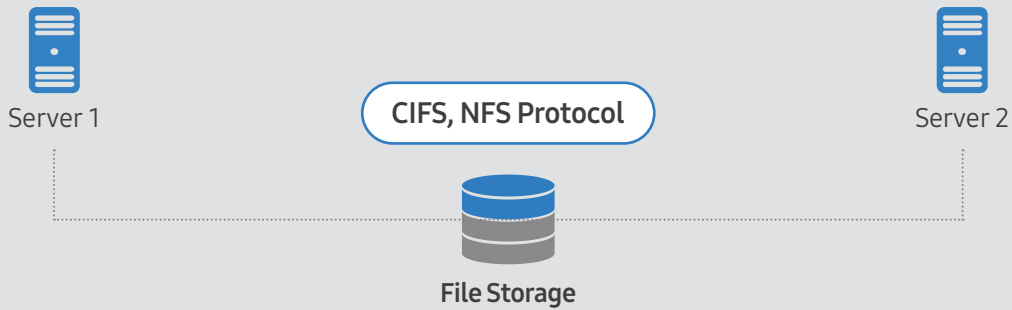 Server 1
CIFS, NFS Protocol
Server 2
File Storage